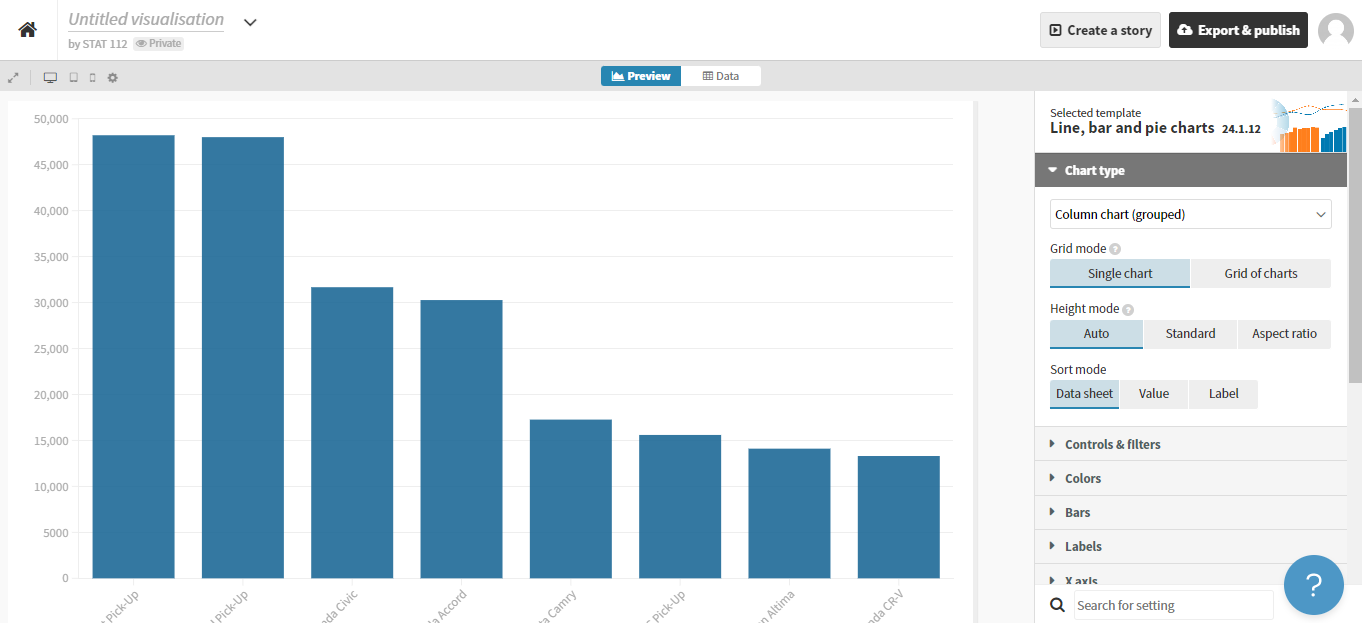 Untitled visualisation
by STAT 112 Private
Create a story
Export & publish
Preview
Data
50,000
45,000
40,000
35,000
30,000
25,000
20,000
15,000
10,000
5000
0
Pick-Up
Pick-Up
Civic
Accord
Camry
Pick-Up
Altima
CR-V
Selected template
Line, bar and pie charts 24.1.12
Chart type
Column chart (grouped)
Grid mode ?
Single chart
Grid of charts
Height mode ?
Auto
Standard
Aspect ratio
Sort mode
Data sheet
Value
Label
Controls & filters
Colors
Bars
Labels
X axis
Search for setting
?